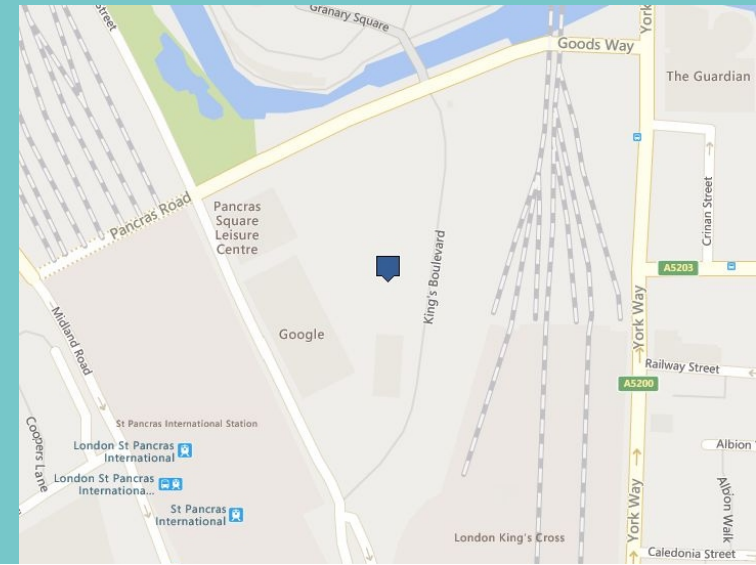 Street
Granary Square
York
Goods Way
The Guardian
Pancras Road
Pancras
Square
Leisure
Centre
Crinan Street
King's Boulevard
A5203
York Way
Midland Road
Google
Railway Street
A5200
St Pancras International Station
Coopers Lane
London St Pancras
International
Albion
London St Pancras
Internationa...
Albion Walk
St Pancras
International
York Way
London King's Cross
Caledonia Street